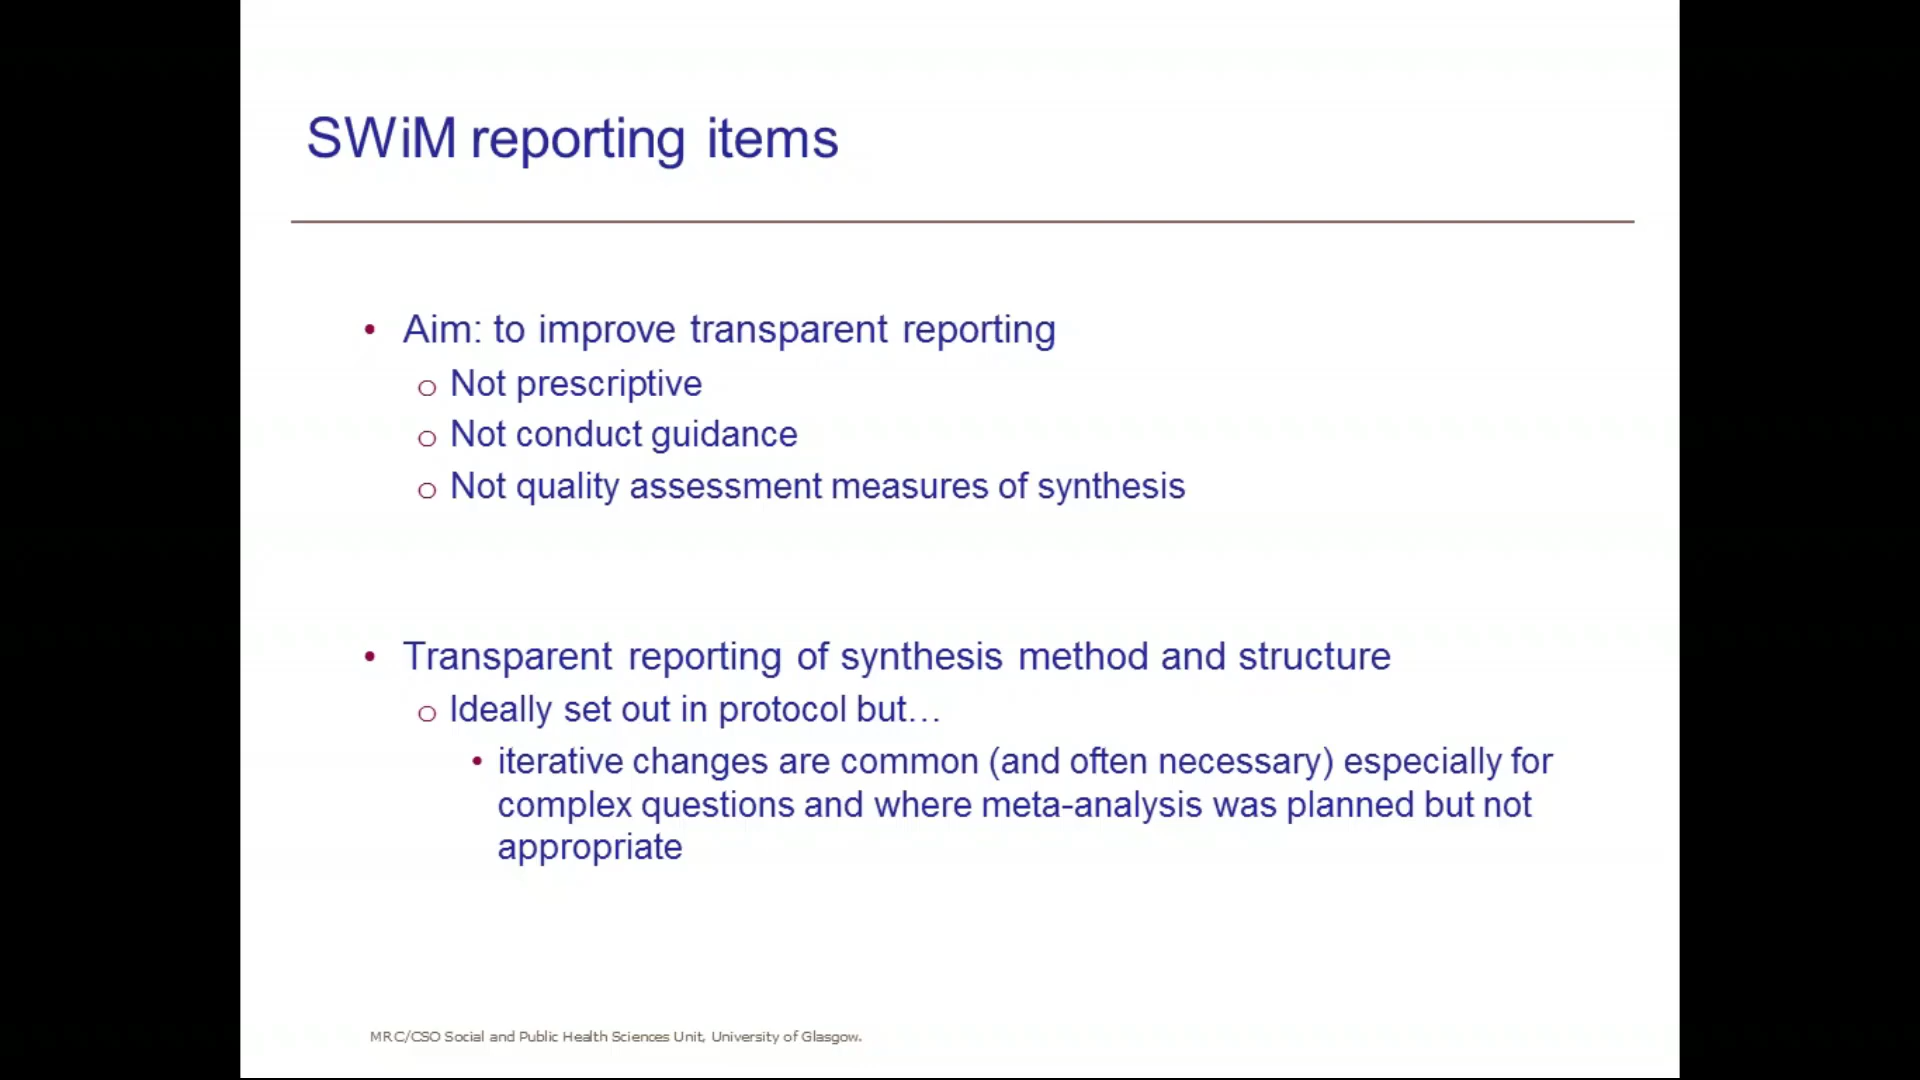 SWiM reporting items
• Aim: to improve transparent reporting
o Not prescriptive
o Not conduct guidance
o Not quality assessment measures of synthesis
• Transparent reporting of synthesis method and structure
o Ideally set out in protocol but…
• iterative changes are common (and often necessary) especially for
complex questions and where meta-analysis was planned but not
appropriate
MRC/CSO Social and Public Health Sciences Unit, University of Glasgow.